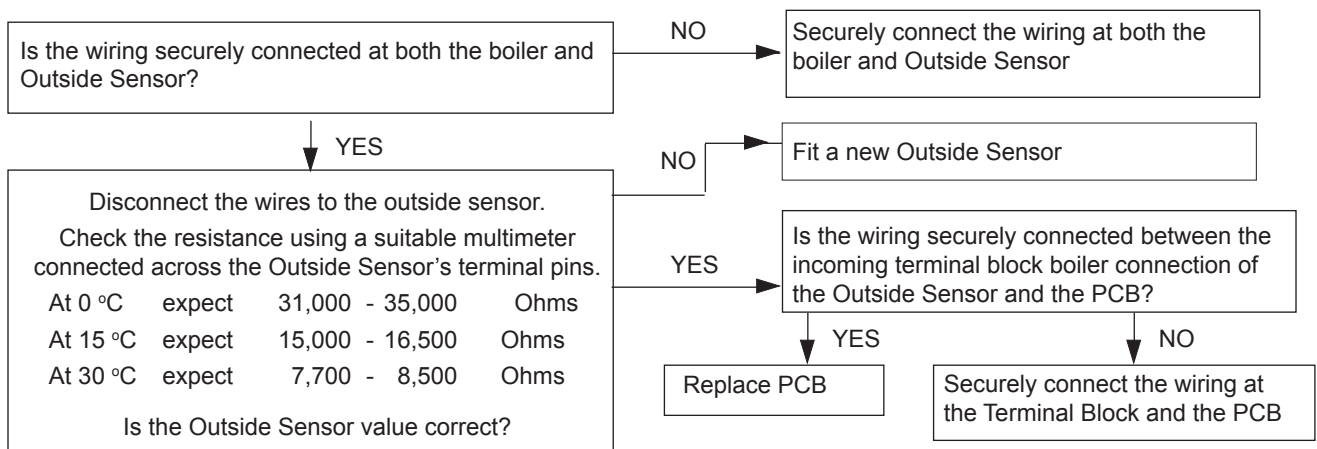 Is the wiring securely connected at both the boiler and
Outside Sensor?
NO
Securely connect the wiring at both the
boiler and Outside Sensor
YES
NO
Fit a new Outside Sensor
Disconnect the wires to the outside sensor.
Check the resistance using a suitable multimeter
connected across the Outside Sensor's terminal pins.
At 0 ºC expect 31,000 - 35,000 Ohms
At 15 ºC expect 15,000 - 16,500 Ohms
At 30 ºC expect 7,700 - 8,500 Ohms
Is the Outside Sensor value correct?
YES
Is the wiring securely connected between the
incoming terminal block boiler connection of
the Outside Sensor and the PCB?
YES
Replace PCB
NO
Securely connect the wiring at
the Terminal Block and the PCB